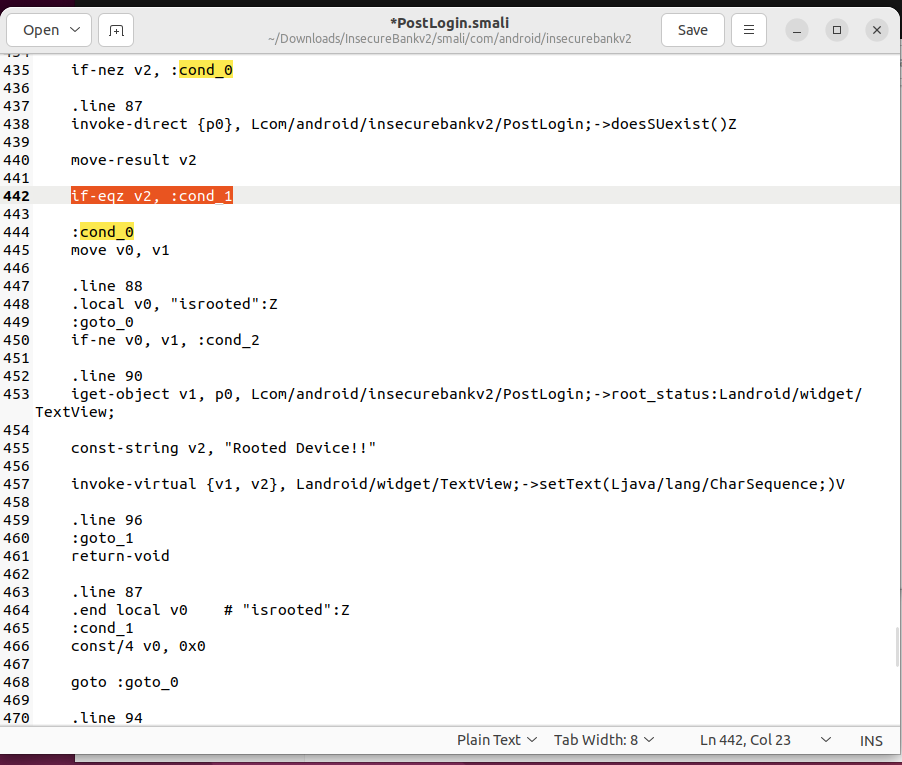 Open
*PostLogin.smali
~/Downloads/InsecureBankv2/smali/com/android/insecurebankv2
Save
435 if-nez v2, :cond_0
436
437 .line 87
438 invoke-direct {p0}, Lcom/android/insecurebankv2/PostLogin;->doesSUexist()Z
439
440 move-result v2
441
442 if-eqz v2, :cond_1
443
444 :cond_0
445 move v0, v1
446
447 .line 88
448 .local v0, "isrooted":Z
449 :goto_0
450 if-ne v0, v1, :cond_2
451
452 .line 90
453 iget-object v1, p0, Lcom/android/insecurebankv2/PostLogin;->root_status:Landroid/widget/
TextView;
454
455 const-string v2, "Rooted Device!!"
456
457 invoke-virtual {v1, v2}, Landroid/widget/TextView;->setText(Ljava/lang/CharSequence;)V
458
459 .line 96
460 :goto_1
461 return-void
462
463 .line 87
464 .end local v0 # "isrooted":Z
465 :cond_1
466 const/4 v0, 0x0
467
468 goto :goto_0
469
470 .line 94
Plain Text Tab Width: 8 Ln 442, Col 23 INS